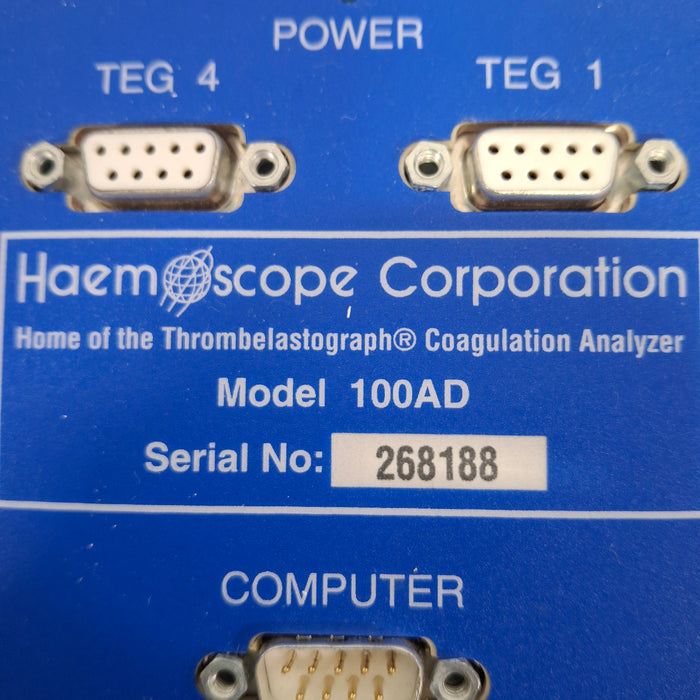 POWER
TEG 4 TEG 1
Haemoscope Corporation
Home of the Thrombelastograph® Coagulation Analyzer
Model 100AD
Serial No: 268188
COMPUTER